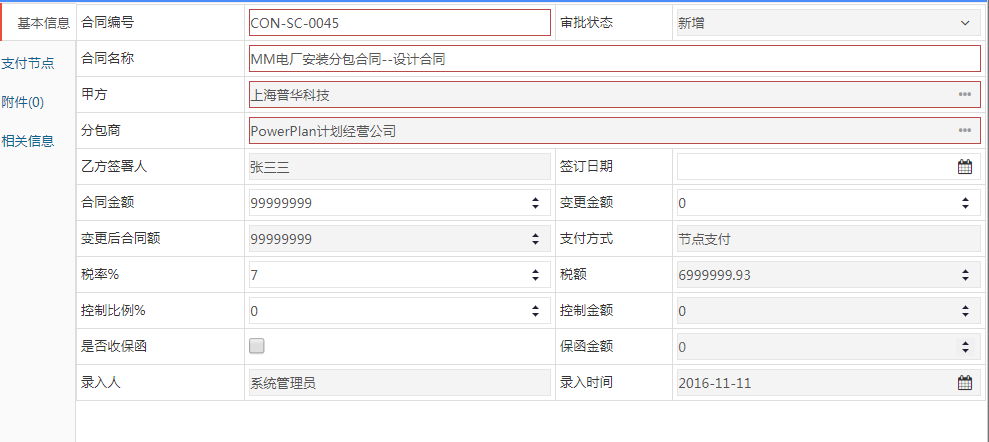 基本信息
支付节点
附件(0)
相关信息
合同编号 CON-SC-0045 审批状态 新增
合同名称 MM电厂安装分包合同--设计合同
甲方 上海普华科技
分包商 PowerPlan计划经营公司
乙方签署人 张三三 签订日期
合同金额 99999999 变更金额 0
变更后合同额 99999999 支付方式 节点支付
税率% 7 税额 6999999.93
控制比例% 0 控制金额 0
是否收保函 保函金额 0
录入人 系统管理员 录入时间 2016-11-11